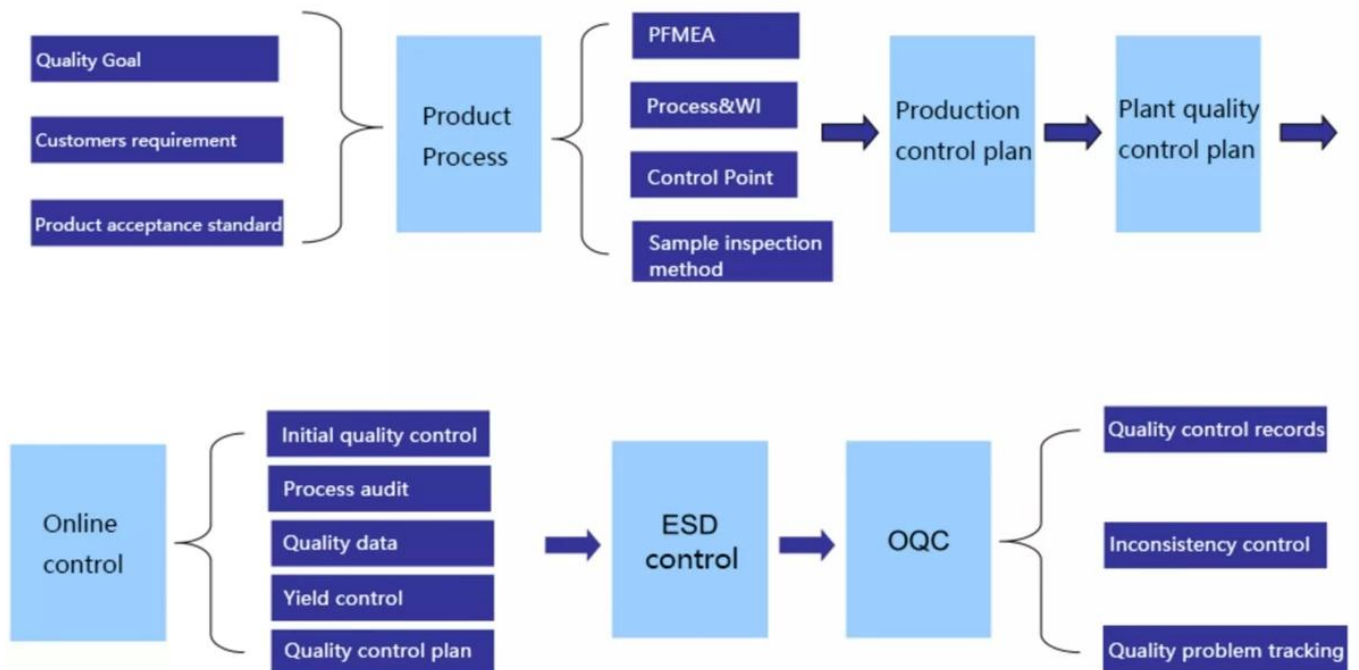 Quality Goal
Customers requirement
Product acceptance standard
Product
Process
PFMEA
Process&WI
Control Point
Sample inspection
method
Production
control plan
Plant quality
control plan
Online
control
Initial quality control
Process audit
Quality data
Yield control
Quality control plan
ESD
control
OQC
Quality control records
Inconsistency control
Quality problem tracking